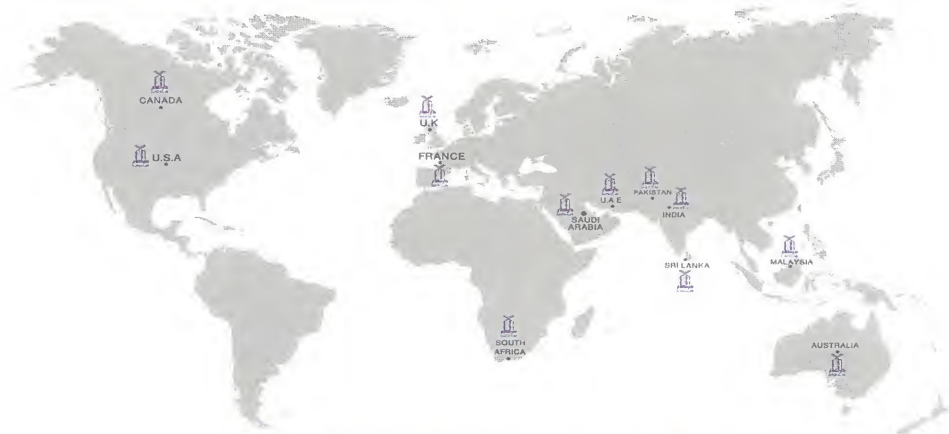 CANADA
U.K
U.S.A
FRANCE
PAKISTAN
U.A.E
INDIA
SAUDI
ARABIA
SRI LANKA
MALAYSIA
SOUTH
AFRICA
AUSTRALIA